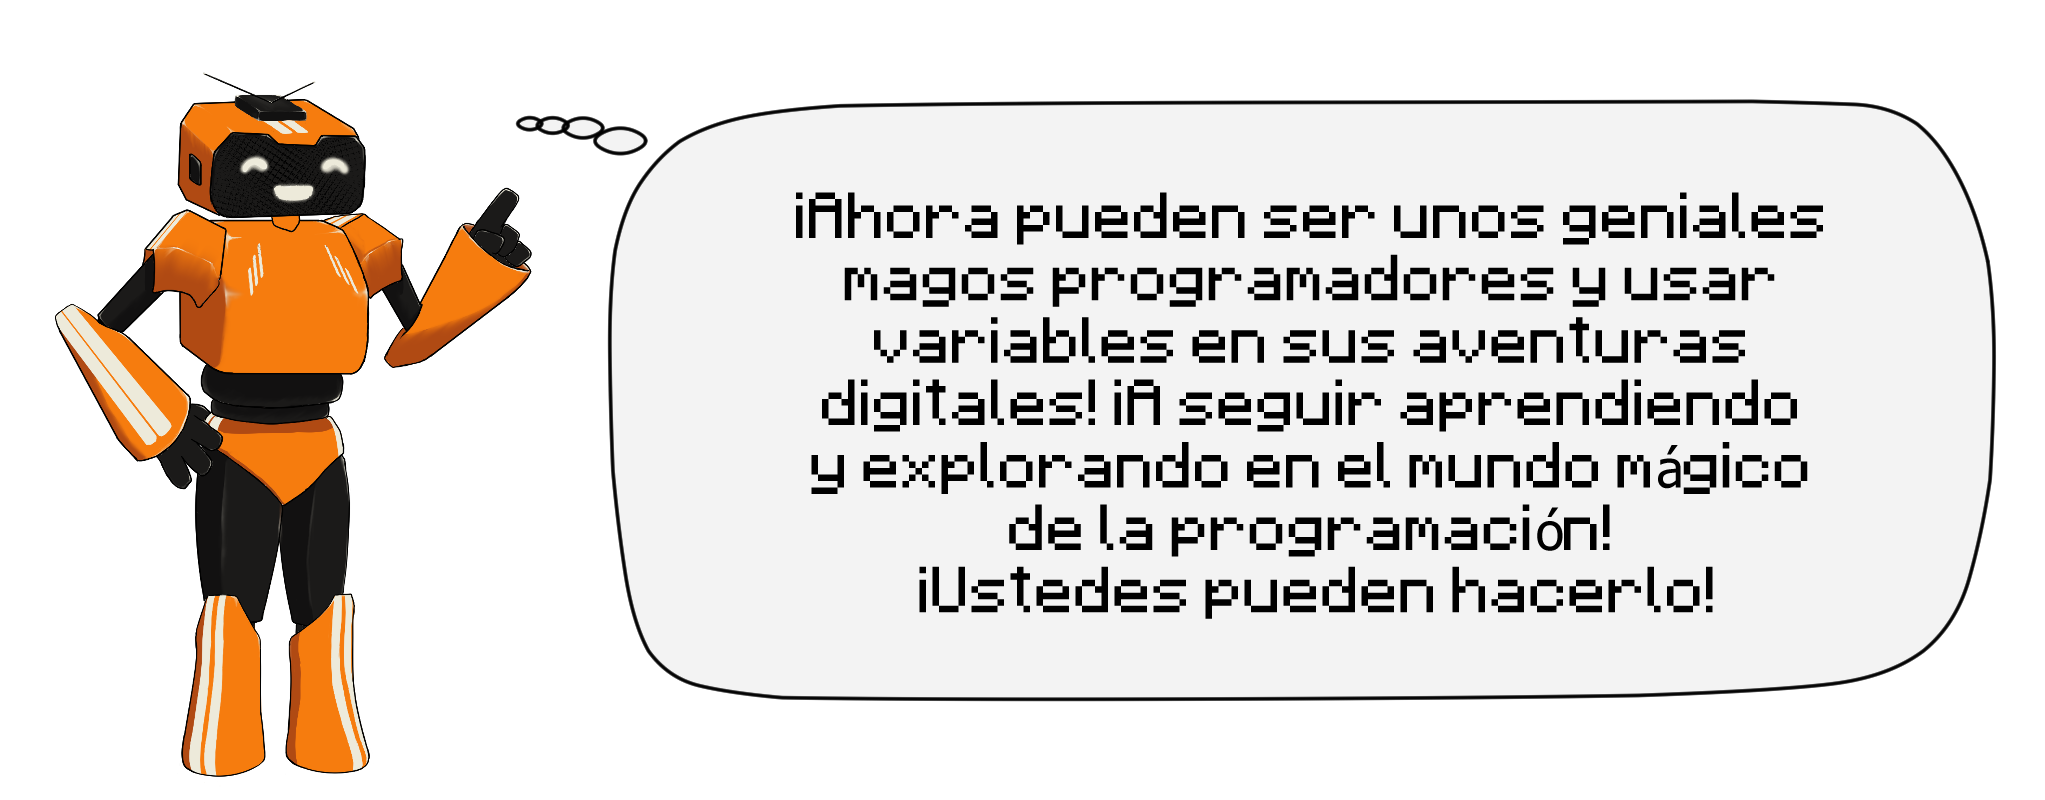 ¡Ahora pueden ser unos geniales
magos programadores y usar
variables en sus aventuras
digitales! ¡A seguir aprendiendo
y explorando en el mundo mágico
de la programación!
¡Ustedes pueden hacerlo!